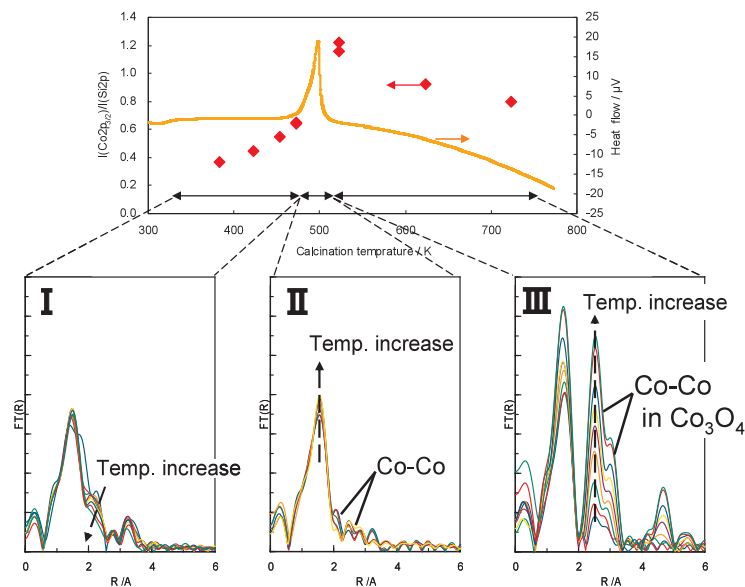 1.4
1.2
1.0
0.8
0.6
0.4
0.2
0.0
I(Co2p3/2)/I(Si2p)
25
20
15
10
5
0
-5
-10
-15
-20
-25
Heat flow / μV
300 400 500 600 700 800
Calcination temprature / K
I
Temp. increase
FT(R)
0 2 4 6
R /A
II
Temp. increase
Co-Co
FT(R)
0 2 4 6
R /A
III
Temp. increase
Co-Co
in Co3O4
FT(R)
0 2 4 6
R /A